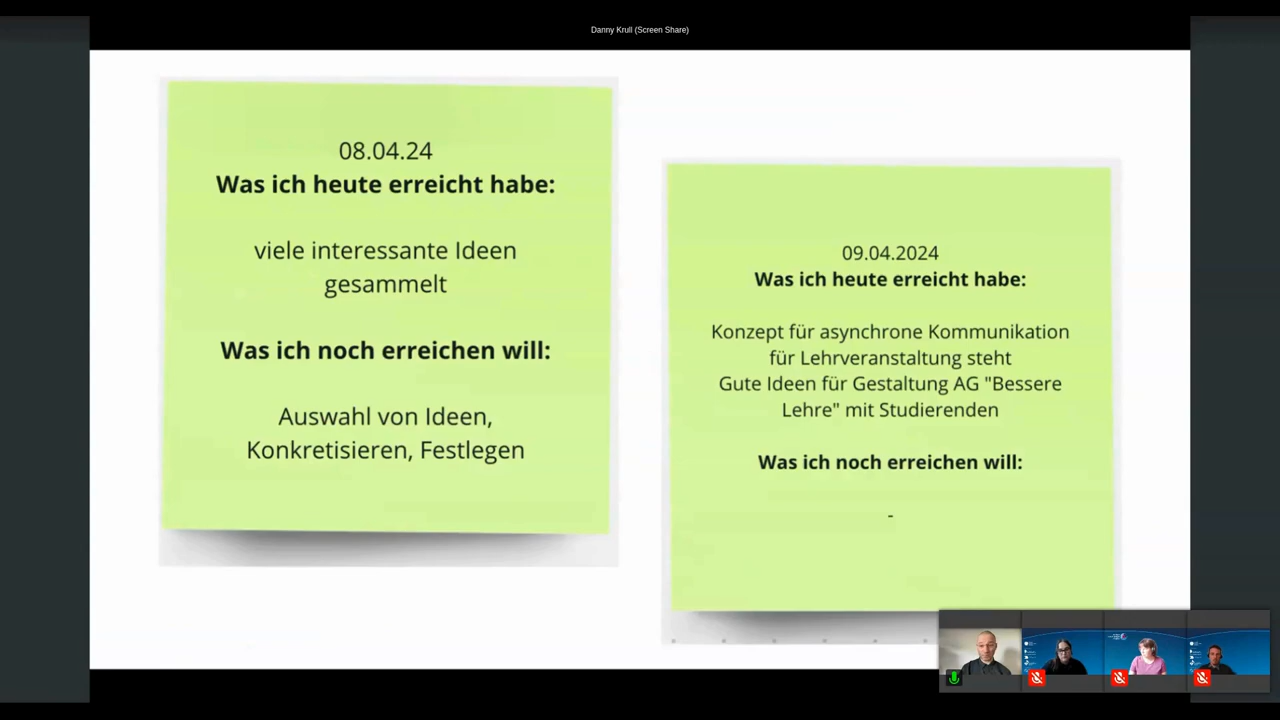 Danny Krull (Screen Share)
08.04.24
Was ich heute erreicht habe:
viele interessante Ideen
gesammelt
Was ich noch erreichen will:
Auswahl von Ideen,
Konkretisieren, Festlegen
09.04.2024
Was ich heute erreicht habe:
Konzept für asynchrone Kommunikation
für Lehrveranstaltung steht
Gute Ideen für Gestaltung AG "Bessere
Lehre" mit Studierenden
Was ich noch erreichen will:
-